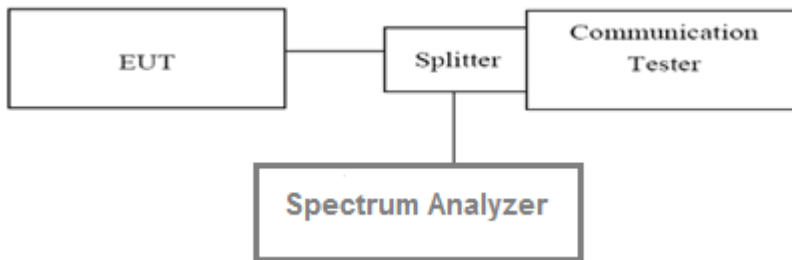 EUT
Splitter
Communication
Tester
Spectrum Analyzer